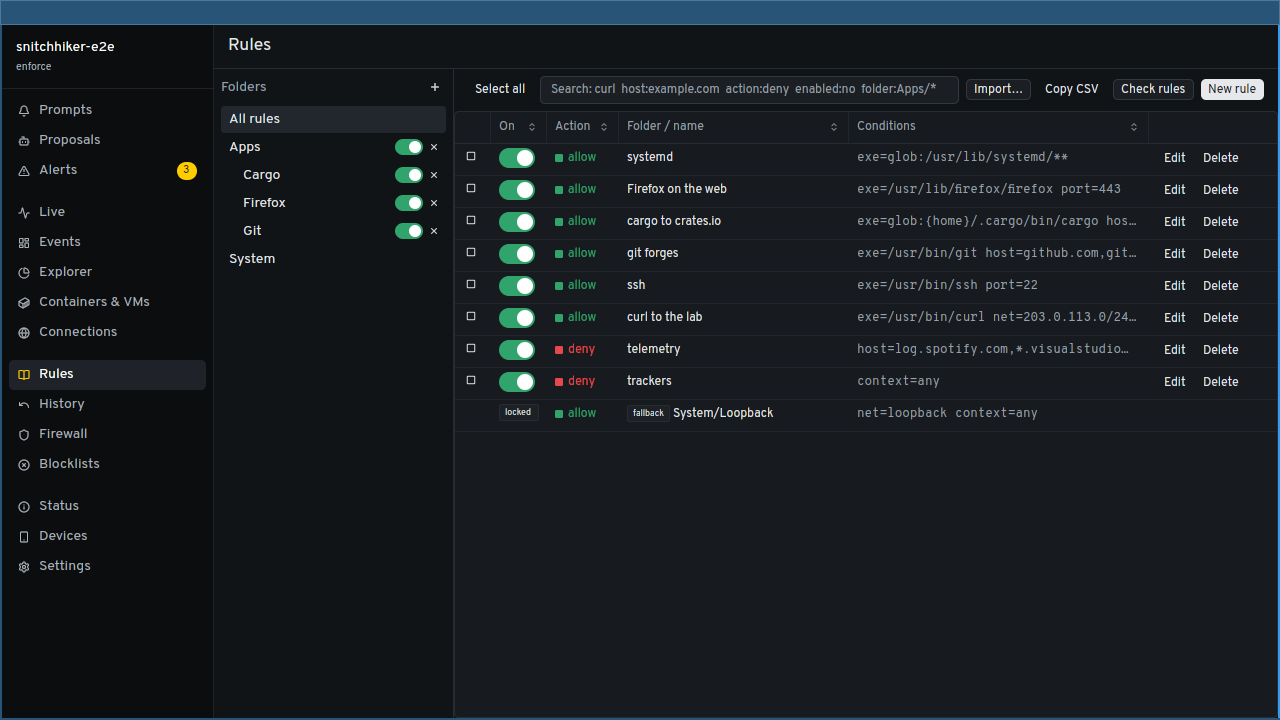 snitchhiker-e2e
enforce
Prompts
Proposals
Alerts 3
Live
Events
Explorer
Containers & VMs
Connections
Rules
History
Firewall
Blocklists
Status
Devices
Settings
Rules
Folders +
All rules
Apps ×
Cargo ×
Firefox ×
Git ×
System
Select all Search: curl host:example.com action:deny enabled:no folder:Apps/* Import... Copy CSV Check rules New rule
On Action Folder / name Conditions
allow systemd exe=glob:/usr/lib/systemd/** Edit Delete
allow Firefox on the web exe=/usr/lib/firefox/firefox port=443 Edit Delete
allow cargo to crates.io exe=glob:{home}/.cargo/bin/cargo hos… Edit Delete
allow git forges exe=/usr/bin/git host=github.com,git… Edit Delete
allow ssh exe=/usr/bin/ssh port=22 Edit Delete
allow curl to the lab exe=/usr/bin/curl net=203.0.113.0/24… Edit Delete
deny telemetry host=log.spotify.com,*.visualstudio… Edit Delete
deny trackers context=any Edit Delete
locked allow fallback System/Loopback net=loopback context=any